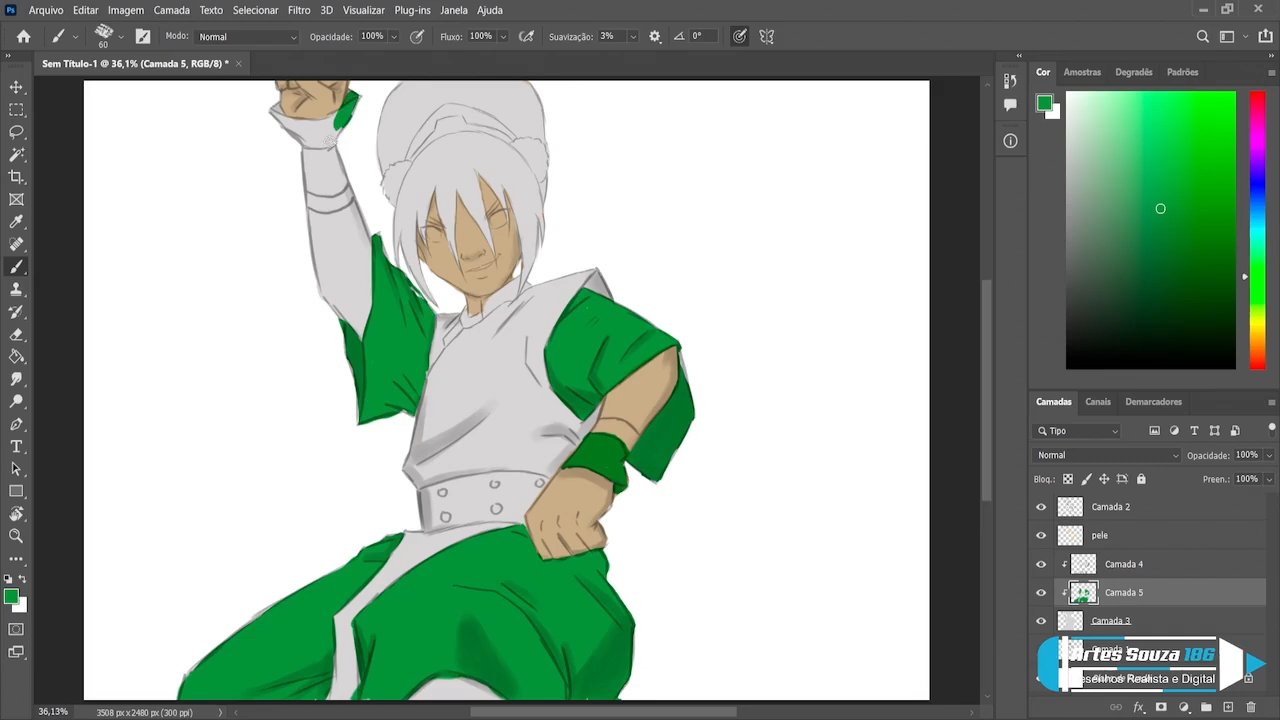 Ps Arquivo Editar Imagem Camada Texto Selecionar Filtro 3D Visualizar Plug-ins Janela Ajuda
60 Modo: Normal Opacidade: 100% Fluxo: 100% Suavização: 3% 0°
Sem Título-1 @ 36,1% (Camada 5, RGB/8) * ×
Cor Amostras Degradês Padrões
Camadas Canais Demarcadores
Tipo
Normal Opacidade: 100%
Bloq.: Preen.: 100%
Camada 2
pele
Camada 4
Camada 5
Camada 3
Artes Souza 186
Desenhos Realista e Digital
36,13% 3508 px x 2480 px (300 ppi)